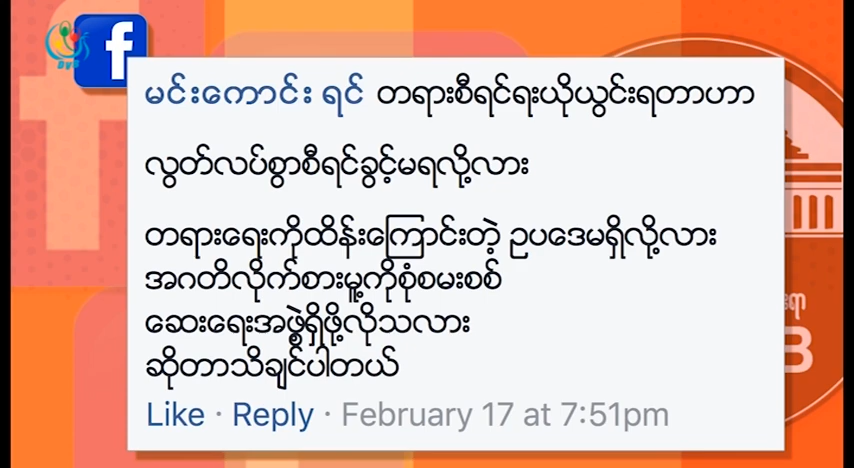 DVB
f
မင်းကောင်း ရင် တရားစီရင်ရးယိုယွင်းရတာဟာ
လွတ်လပ်စွာစီရင်ခွင့်မရလို့လား
တရားရေးကိုထိန်းကြောင်းတဲ့ ဥပဒေမရှိလို့လား
အဂတိလိုက်စားမှု့ကိုစုံစမ်းစစ်
ဆေးရေးအဖွဲ့ရှိဖို့လိုသလား
ဆိုတာသိချင်ပါတယ်
Like · Reply · February 17 at 7:51pm